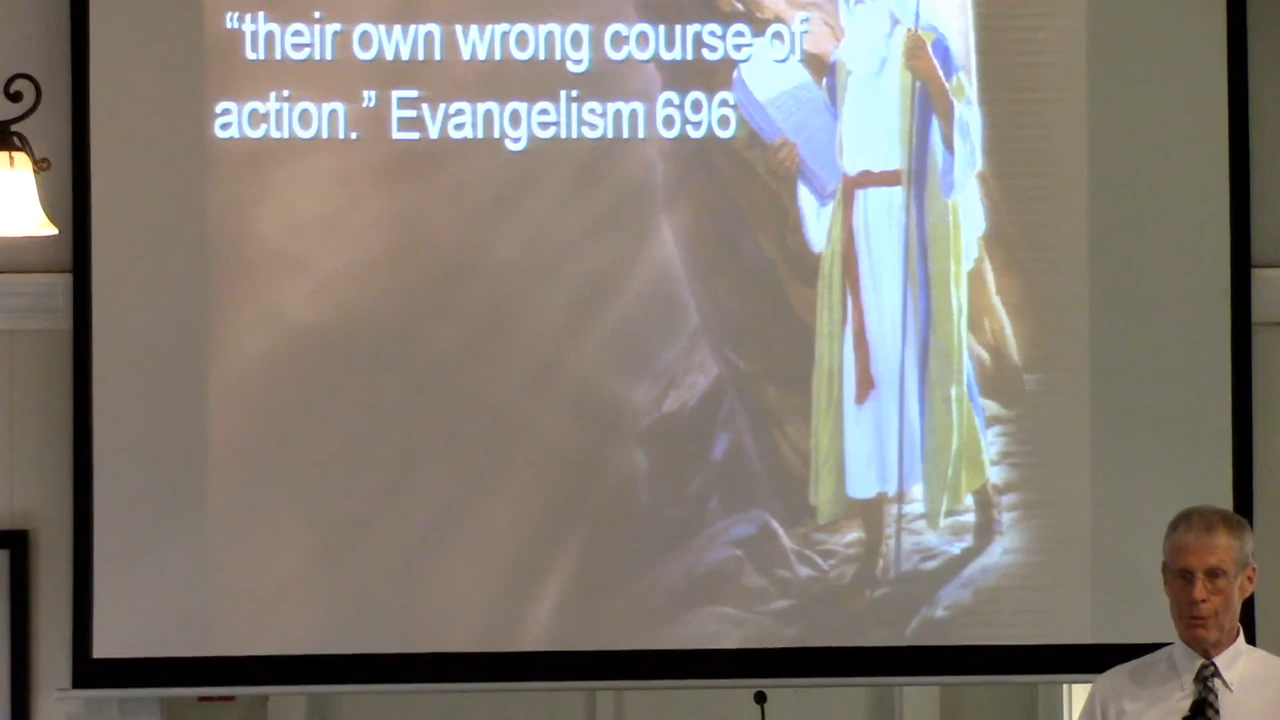 “their own wrong course of
action.” Evangelism 696